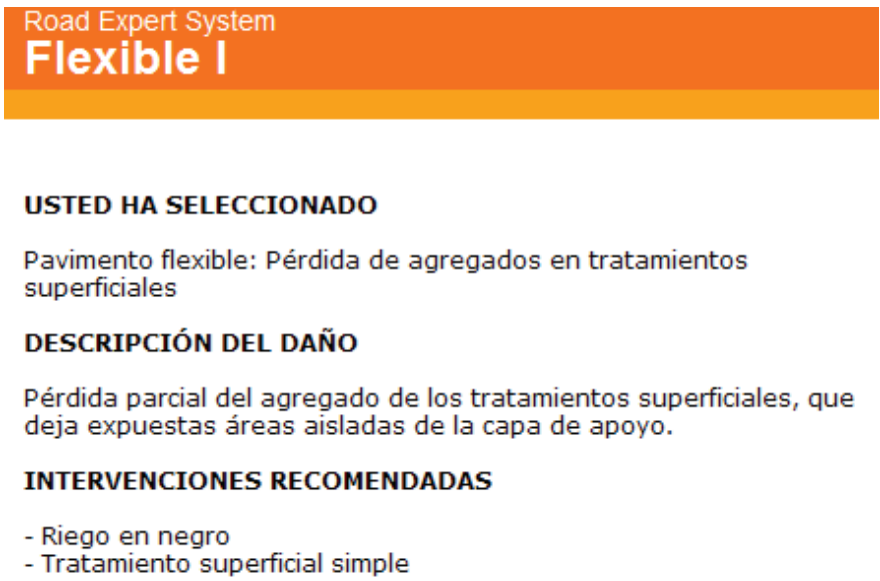 Road Expert System
Flexible I
USTED HA SELECCIONADO
Pavimento flexible: Pérdida de agregados en tratamientos
superficiales
DESCRIPCIÓN DEL DAÑO
Pérdida parcial del agregado de los tratamientos superficiales, que
deja expuestas áreas aisladas de la capa de apoyo.
INTERVENCIONES RECOMENDADAS
- Riego en negro
- Tratamiento superficial simple